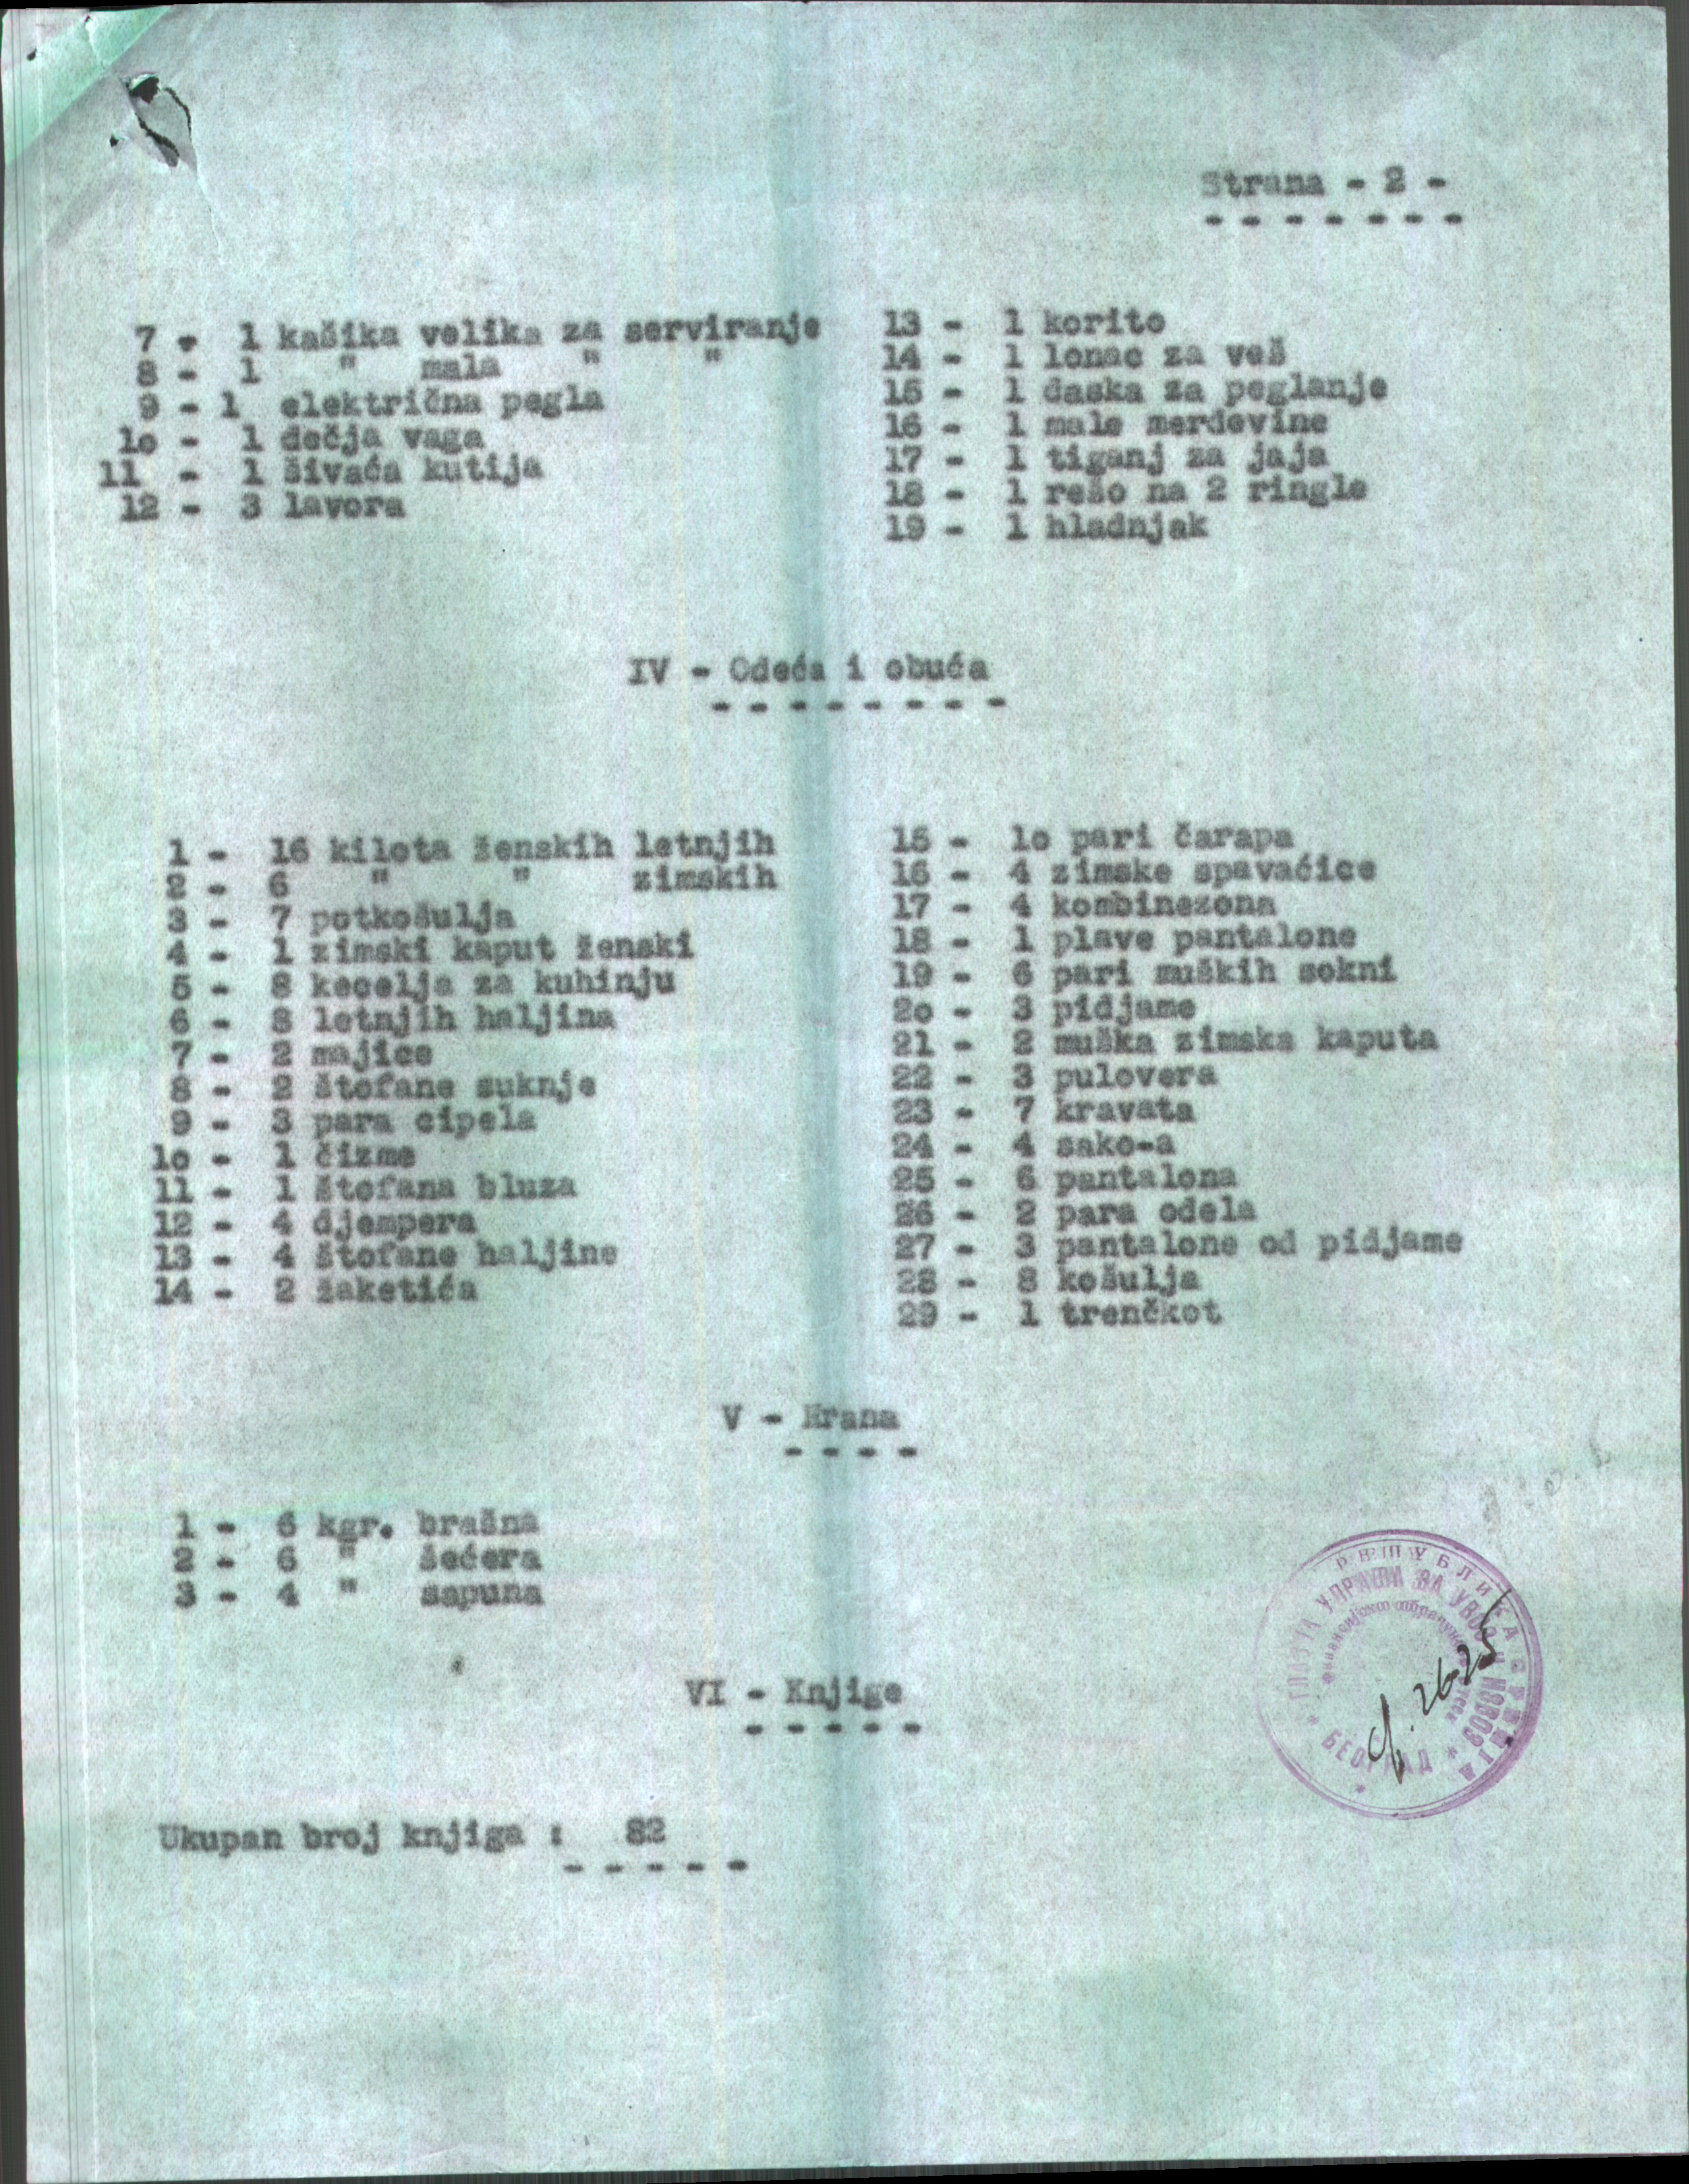 Strana - 2 -
- - - - - - -
7 - 1 kašika velika za serviranje
8 - 1 " mala " "
9 - 1 električna pegla
lo - 1 dečja vaga
11 - 1 šivaća kutija
12 - 3 lavora
13 - 1 korito
14 - 1 lonac za veš
15 - 1 daska za peglanje
16 - 1 male merdevine
17 - 1 tiganj za jaja
18 - 1 rešo na 2 ringle
19 - 1 hladnjak
IV - Odeća i obuća
- - - - - - - -
1 - 16 kilota ženskih letnjih
2 - 6 " " zimskih
3 - 7 potkošulja
4 - 1 zimski kaput ženski
5 - 8 kecelja za kuhinju
6 - 8 letnjih haljina
7 - 2 majice
8 - 2 štofane suknje
9 - 3 para cipela
lo - 1 čizme
11 - 1 štofana bluza
12 - 4 djempera
13 - 4 štofane haljine
14 - 2 žaketića
15 - lo pari čarapa
16 - 4 zimske spavaćice
17 - 4 kombinezona
18 - 1 plave pantalone
19 - 6 pari muških sokni
2o - 3 pidjame
21 - 2 muška zimska kaputa
22 - 3 pulovera
23 - 7 kravata
24 - 4 sako-a
25 - 6 pantalona
26 - 2 para odela
27 - 3 pantalone od pidjame
28 - 8 košulja
29 - 1 trenčkot
V - Hrana
- - - -
1 - 6 kgr. brašna
2 - 6 " šećera
3 - 4 " sapuna
VI - Knjige
- - - - -
Ukupan broj knjiga : 82
- - - - -
РЕПУБЛИКА СРБИЈА
УПРАВИ ЗА УВОЗ И ИЗВОЗ
БЕОГРАД
2625